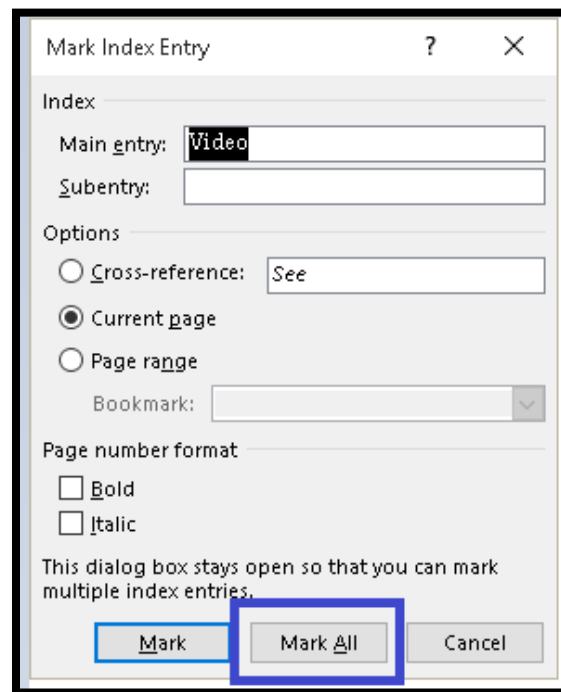 Mark Index Entry ?
Index
Main entry: Video
Subentry:
Options
Cross-reference: See
Current page
Page range
Bookmark:
Page number format
Bold
Italic
This dialog box stays open so that you can mark
multiple index entries.
Mark Mark All Cancel